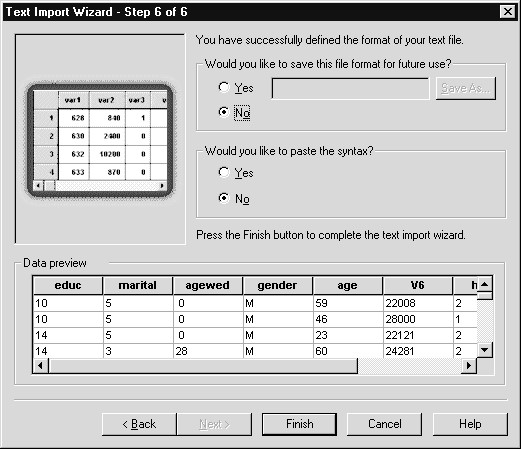 Text Import Wizard - Step 6 of 6
You have successfully defined the format of your text file.
Would you like to save this file format for future use?
Yes
Save As...
No
var1 var2 var3 v
1 628 840 1
2 630 2400 0
3 632 10200 0
4 633 870 0
Would you like to paste the syntax?
Yes
No
Press the Finish button to complete the text import wizard.
Data preview
educ marital agewed gender age V6 h
10 5 0 M 59 22008 2
10 5 0 M 46 28000 1
14 5 0 M 23 22121 2
14 3 28 M 60 24281 2
< Back Next > Finish Cancel Help